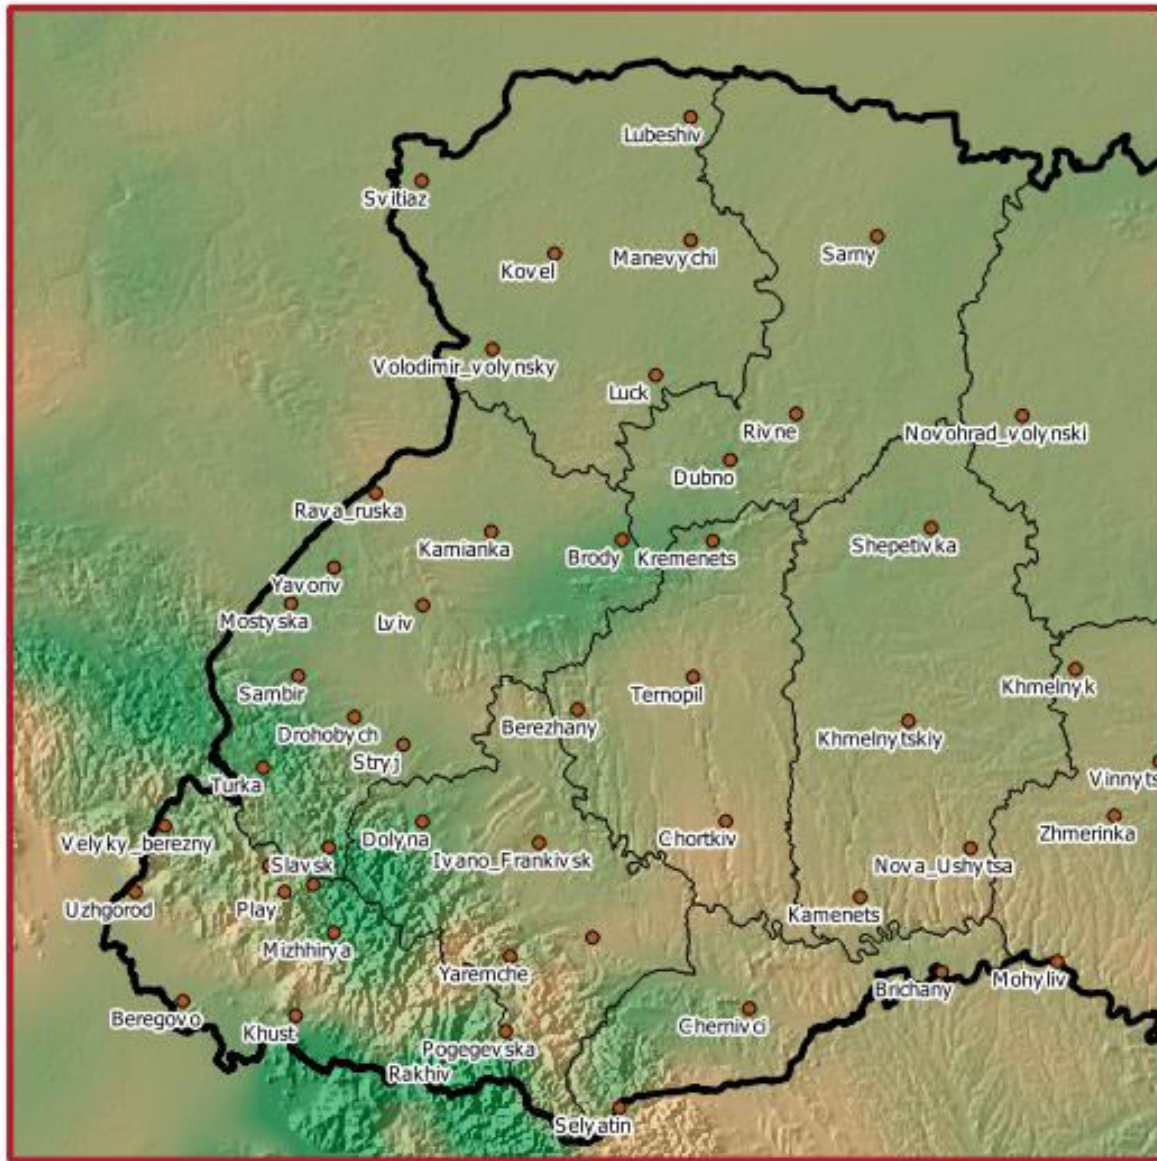 Lubeshiv
Svitiaz
Kovel
Manevychi
Sarny
Volodimir_volynsky
Luck
Rivne
Novohrad_volynski
Dubno
Rava_ruska
Kamianka
Brody
Kremenets
Shepetivka
Yavoriv
Mostyska
Lviv
Sambir
Ternopil
Khmelnyk
Drohobych
Berezhany
Khmelnytskiy
Stryj
Turka
Vinnyts
Velyky_berezny
Dolyna
Ivano_Frankivsk
Chortkiv
Zhmerinka
Slavsk
Nova_Ushytsa
Uzhgorod
Play
Kamenets
Mizhhirya
Yaremche
Brichany
Mohyliv
Beregovo
Khust
Chernivci
Pogegevska
Rakhiv
Selyatin